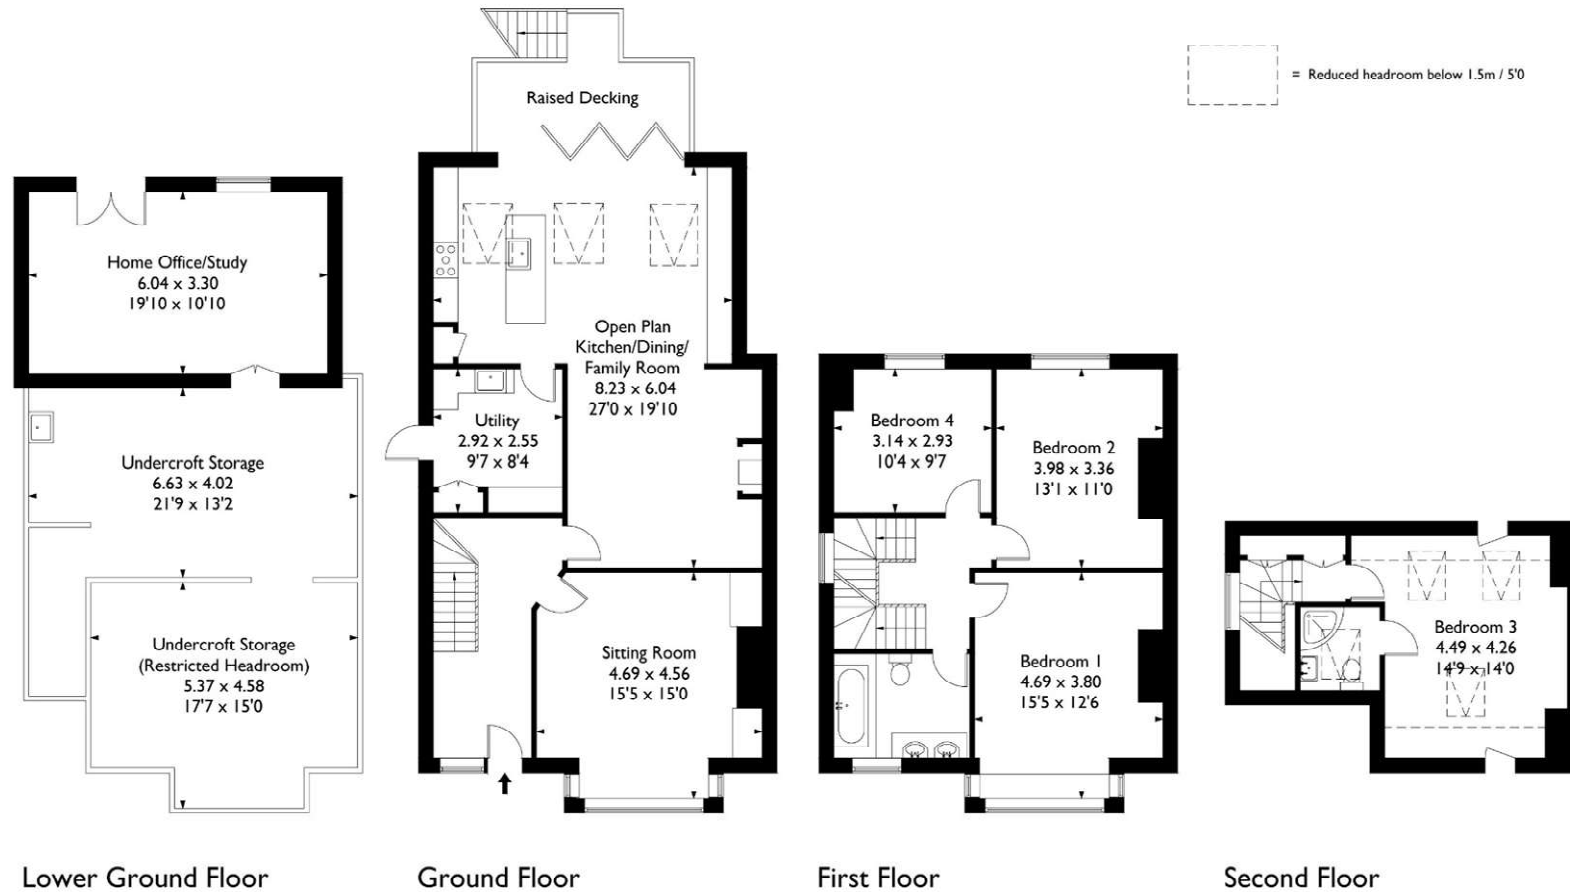 = Reduced headroom below 1.5m / 5'0
Raised Decking
Home Office/Study
6.04 x 3.30
19'10 x 10'10
Undercroft Storage
6.63 x 4.02
21'9 x 13'2
Undercroft Storage
(Restricted Headroom)
5.37 x 4.58
17'7 x 15'0
Open Plan
Kitchen/Dining/
Family Room
8.23 x 6.04
27'0 x 19'10
Utility
2.92 x 2.55
9'7 x 8'4
Sitting Room
4.69 x 4.56
15'5 x 15'0
Bedroom 4
3.14 x 2.93
10'4 x 9'7
Bedroom 2
3.98 x 3.36
13'1 x 11'0
Bedroom 1
4.69 x 3.80
15'5 x 12'6
Bedroom 3
4.49 x 4.26
14'9 x 14'0
Lower Ground Floor
Ground Floor
First Floor
Second Floor